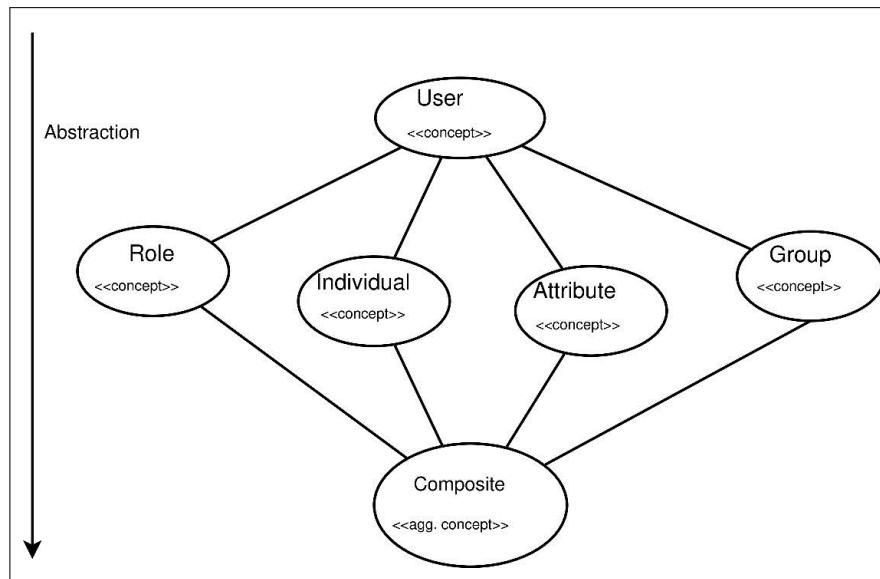 User
<<concept>>
Abstraction
Role
<<concept>>
Individual
<<concept>>
Attribute
<<concept>>
Group
<<concept>>
Composite
<<agg. concept>>